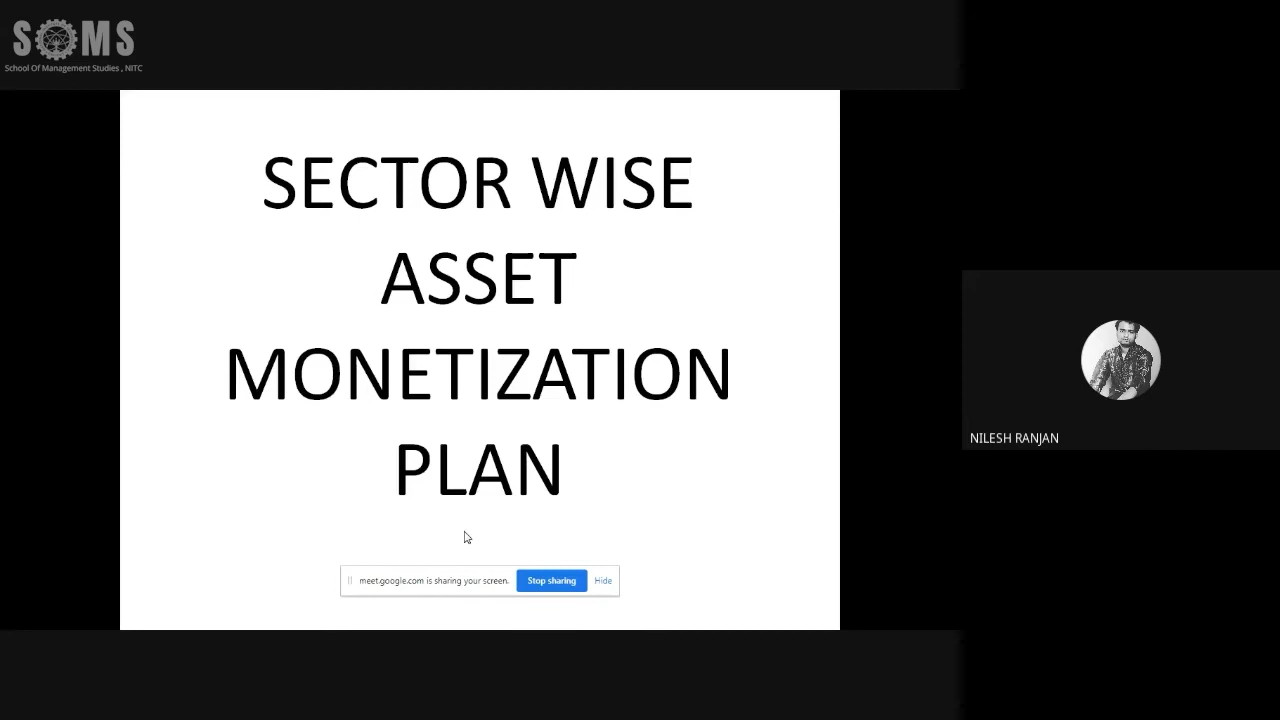 SOMS
School Of Management Studies , NITC
SECTOR WISE
ASSET
MONETIZATION
PLAN
meet.google.com is sharing your screen.
Stop sharing
Hide
NILESH RANJAN